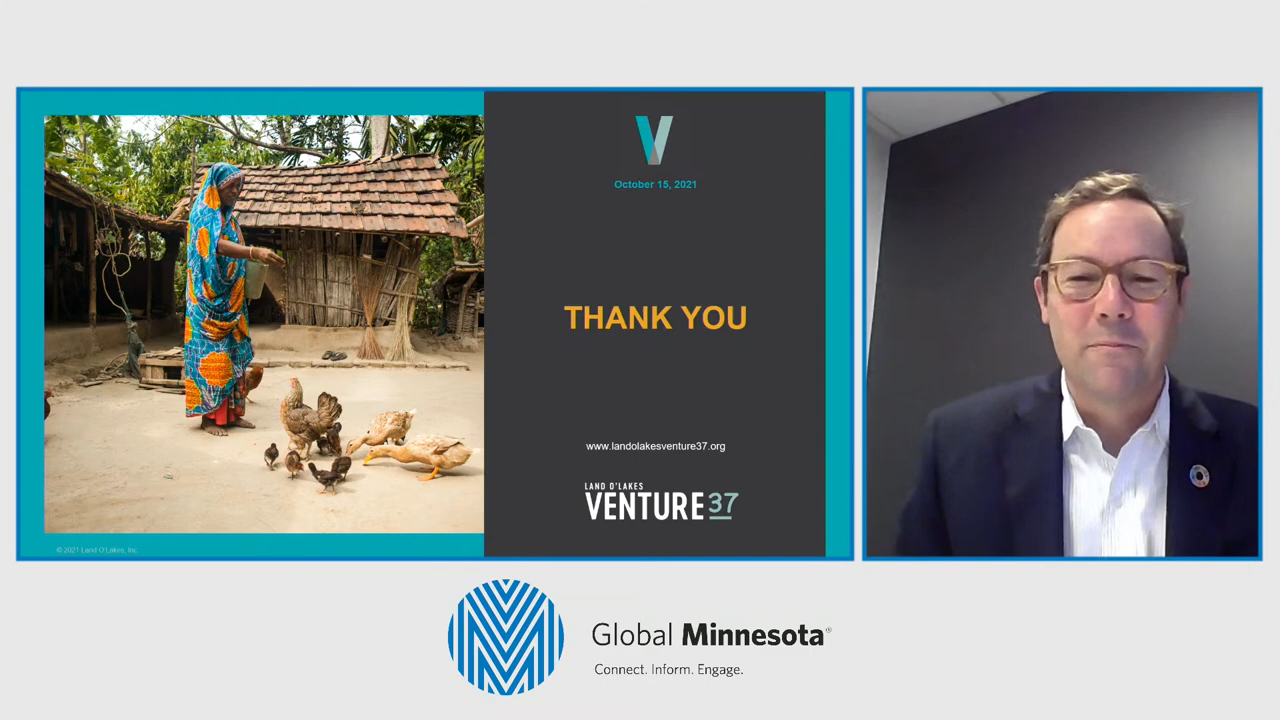 October 15, 2021
THANK YOU
www.landolakesventure37.org
LAND O'LAKES
VENTURE37
© 2021 Land O'Lakes, Inc.
Global Minnesota®
Connect. Inform. Engage.